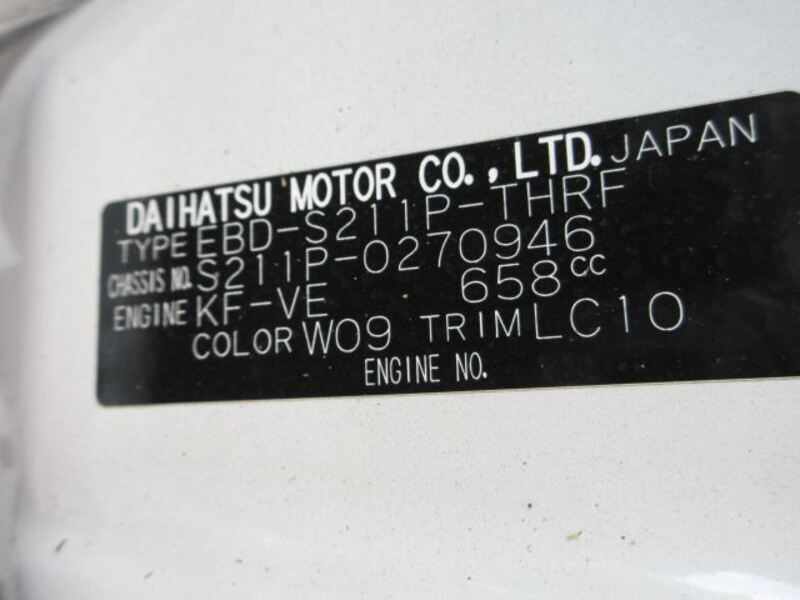 DAIHATSU MOTOR CO., LTD. JAPAN
TYPE EBD-S211P-THRF
CHASSIS NO. S211P-0270946
ENGINE KF-VE 658cc
COLOR W09 TRIM LC10
ENGINE NO.